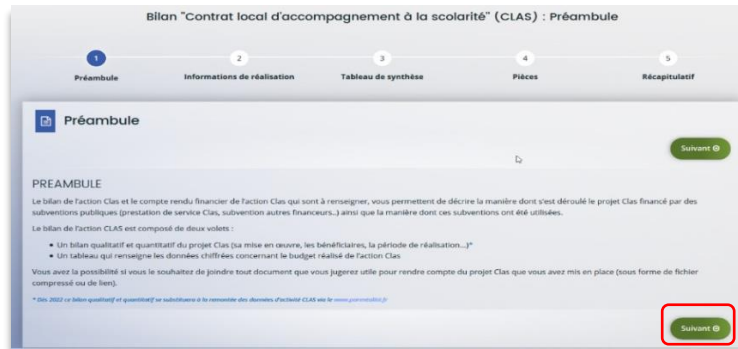 Bilan "Contrat local d'accompagnement à la scolarité" (CLAS) : Préambule
1 2 3 4 5
Préambule Informations de réalisation Tableau de synthèse Pièces Récapitulatif
Préambule
Suivant
PREAMBULE
Le bilan de l'action Clas et le compte rendu financier de l'action Clas qui sont à renseigner, vous permettent de décrire la manière dont s'est déroulé le projet Clas financé par des
subventions publiques (prestation de service Clas, subvention autres financeurs..) ainsi que la manière dont ces subventions ont été utilisées.
Le bilan de l'action CLAS est composé de deux volets :
• Un bilan qualitatif et quantitatif du projet Clas (sa mise en œuvre, les bénéficiaires, la période de réalisation...)*
• Un tableau qui renseigne les données chiffrées concernant le budget réalisé de l'action Clas
Vous avez la possibilité si vous le souhaitez de joindre tout document que vous jugerez utile pour rendre compte du projet Clas que vous avez mis en place (sous forme de fichier
compressé ou de lien).
* Dès 2022 ce bilan qualitatif et quantitatif se substituera à la remontée des données d'activité CLAS via le
Suivant